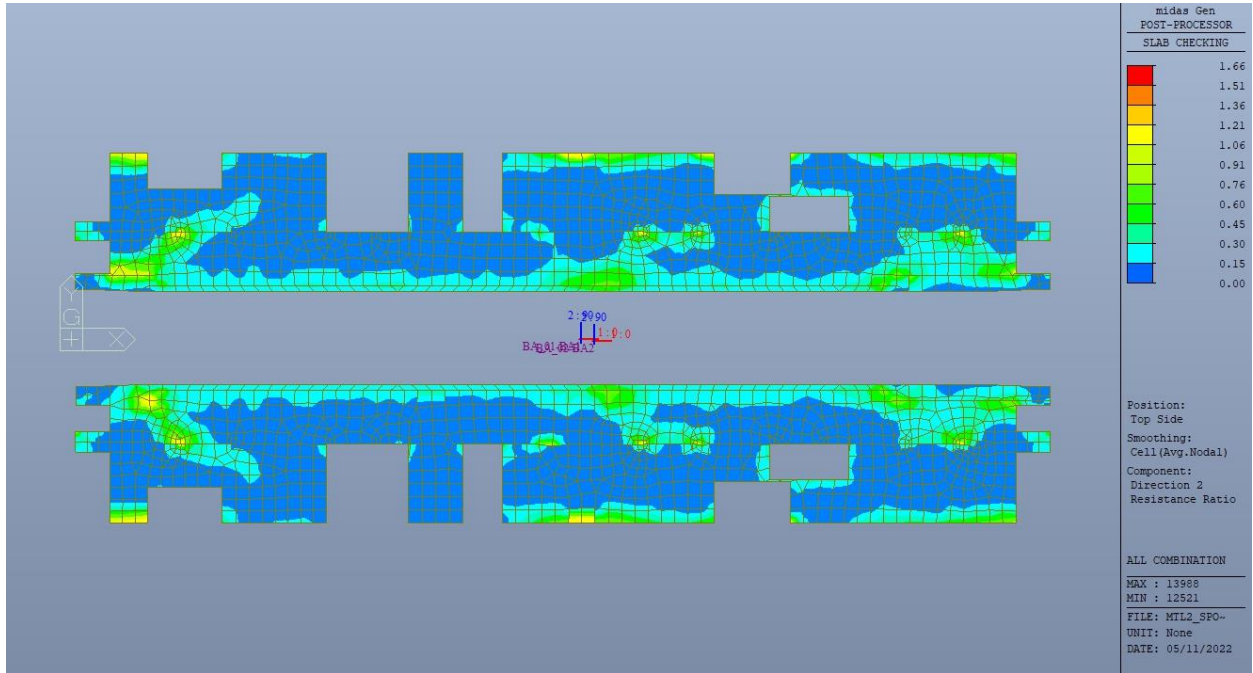 midas Gen
POST-PROCESSOR
SLAB CHECKING
1.66
1.51
1.36
1.21
1.06
0.91
0.76
0.60
0.45
0.30
0.15
0.00
G
X
1:0
Position:
Top Side
Smoothing:
Cell(Avg.Nodal)
Component:
Direction 2
Resistance Ratio
ALL COMBINATION
MAX : 13988
MIN : 12521
FILE: MTL2_SPO~
UNIT: None
DATE: 05/11/2022